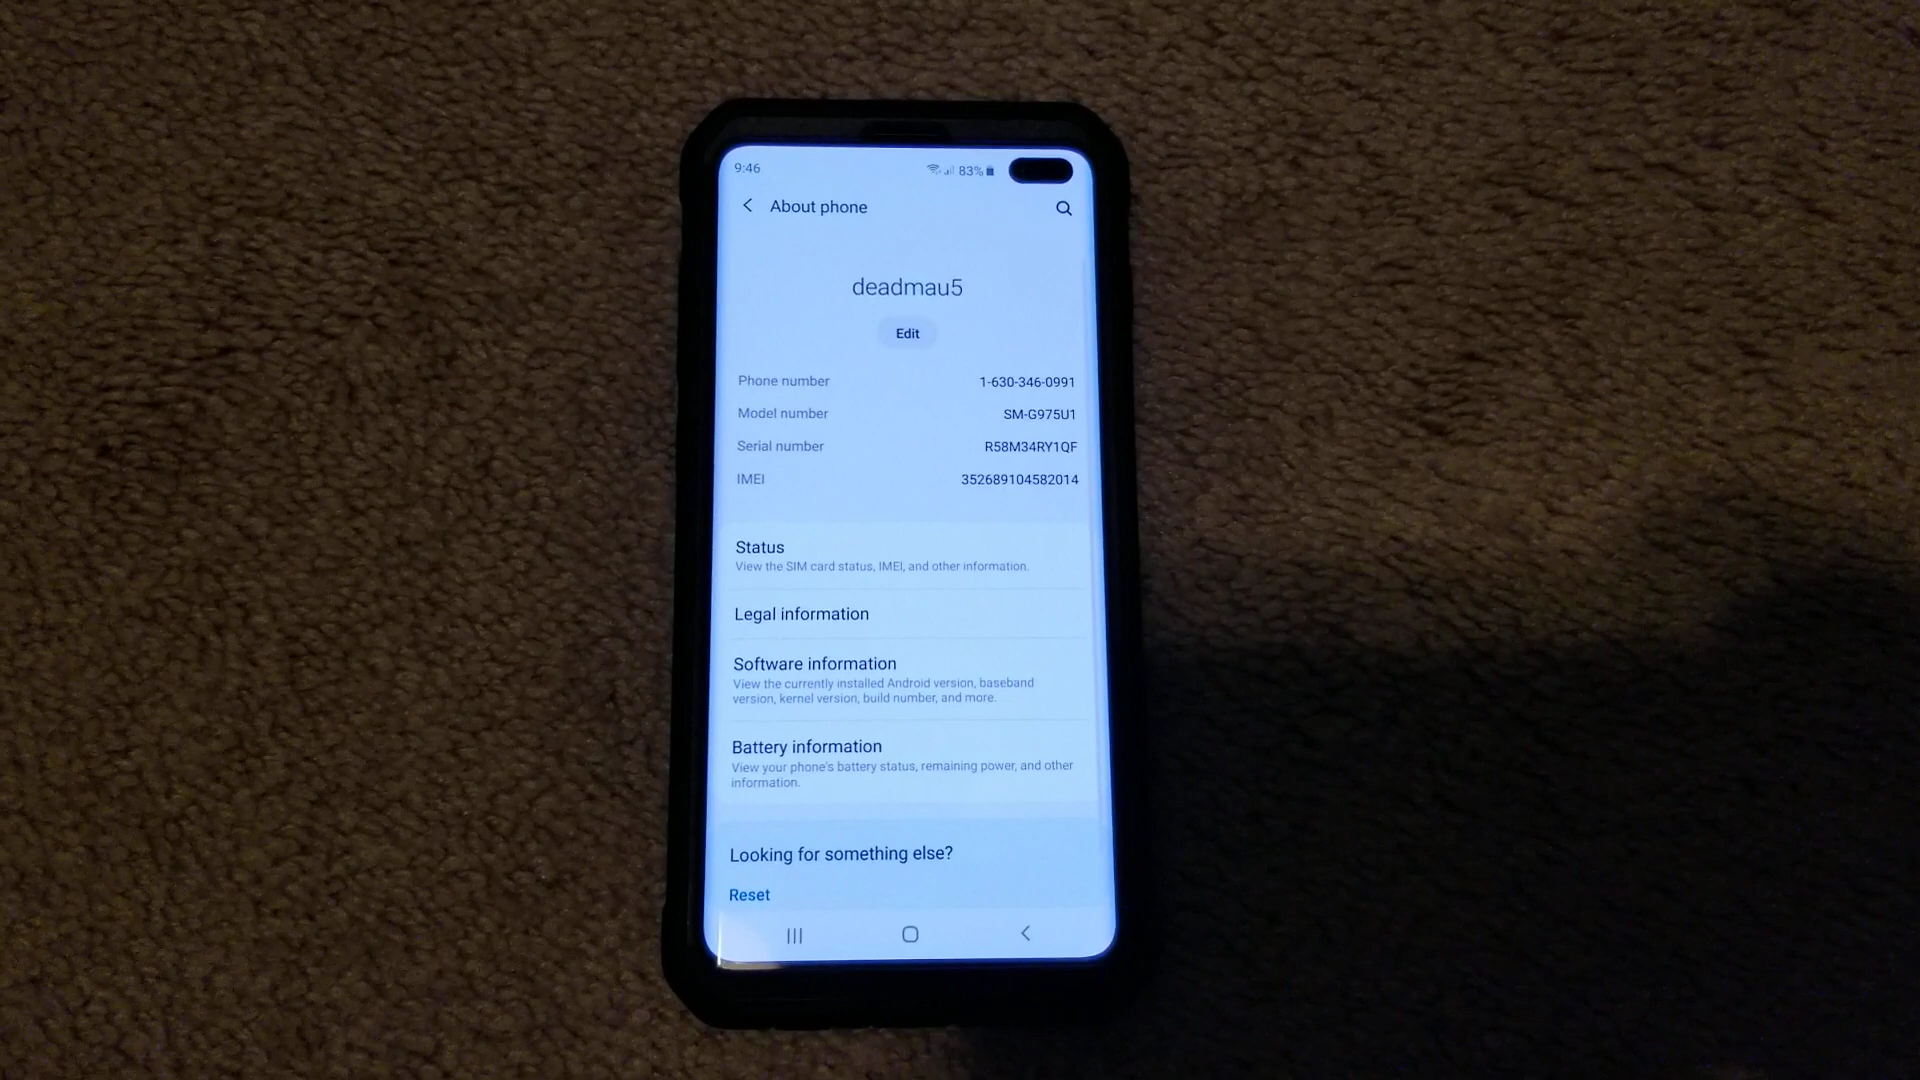 9:46 83%
About phone
deadmau5
Edit
Phone number 1-630-346-0991
Model number SM-G975U1
Serial number R58M34RY1QF
IMEI 352689104582014
Status
View the SIM card status, IMEI, and other information.
Legal information
Software information
View the currently installed Android version, baseband
version, kernel version, build number, and more.
Battery information
View your phone's battery status, remaining power, and other
information.
Looking for something else?
Reset